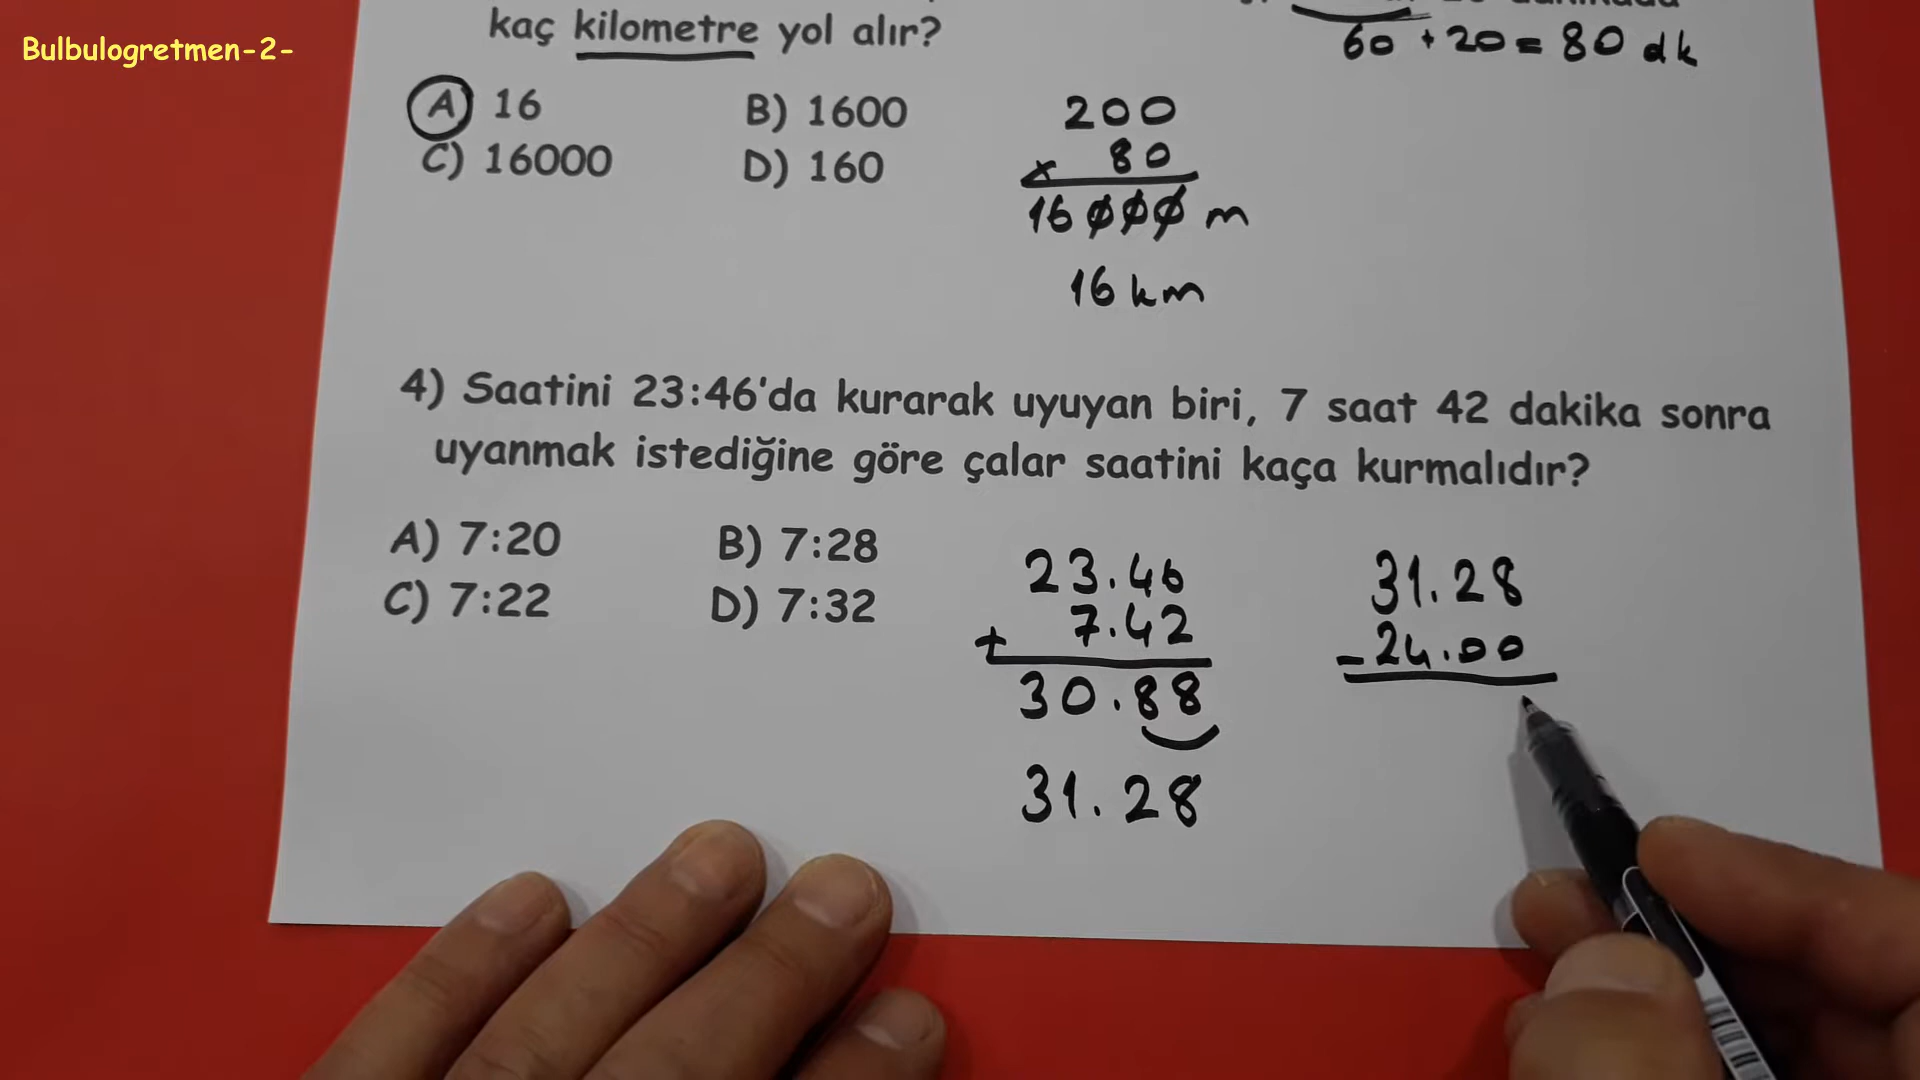 Bulbulogretmen-2-
kaç kilometre yol alır?
60 + 20 = 80 dk
A) 16
B) 1600
C) 16000
D) 160
200
x 80
16000 m
16 km
4) Saatini 23:46'da kurarak uyuyan biri, 7 saat 42 dakika sonra
uyanmak istediğine göre çalar saatini kaça kurmalıdır?
A) 7:20
B) 7:28
C) 7:22
D) 7:32
23.46
+ 7.42
30.88
31.28
31.28
- 24.00